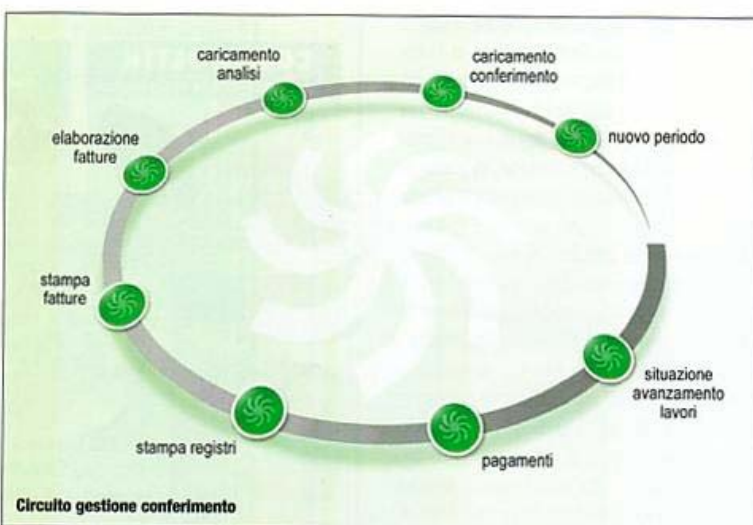 caricamento
analisi
caricamento
conferimento
nuovo periodo
elaborazione
fatture
stampa
fatture
stampa registri
pagamenti
situazione
avanzamento
lavori
Circuito gestione conferimento